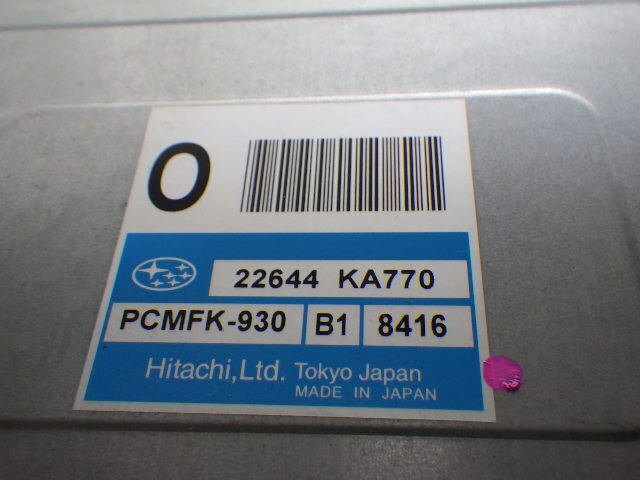 O
22644 KA770
PCMFK-930 B1 8416
Hitachi,Ltd. Tokyo Japan
MADE IN JAPAN